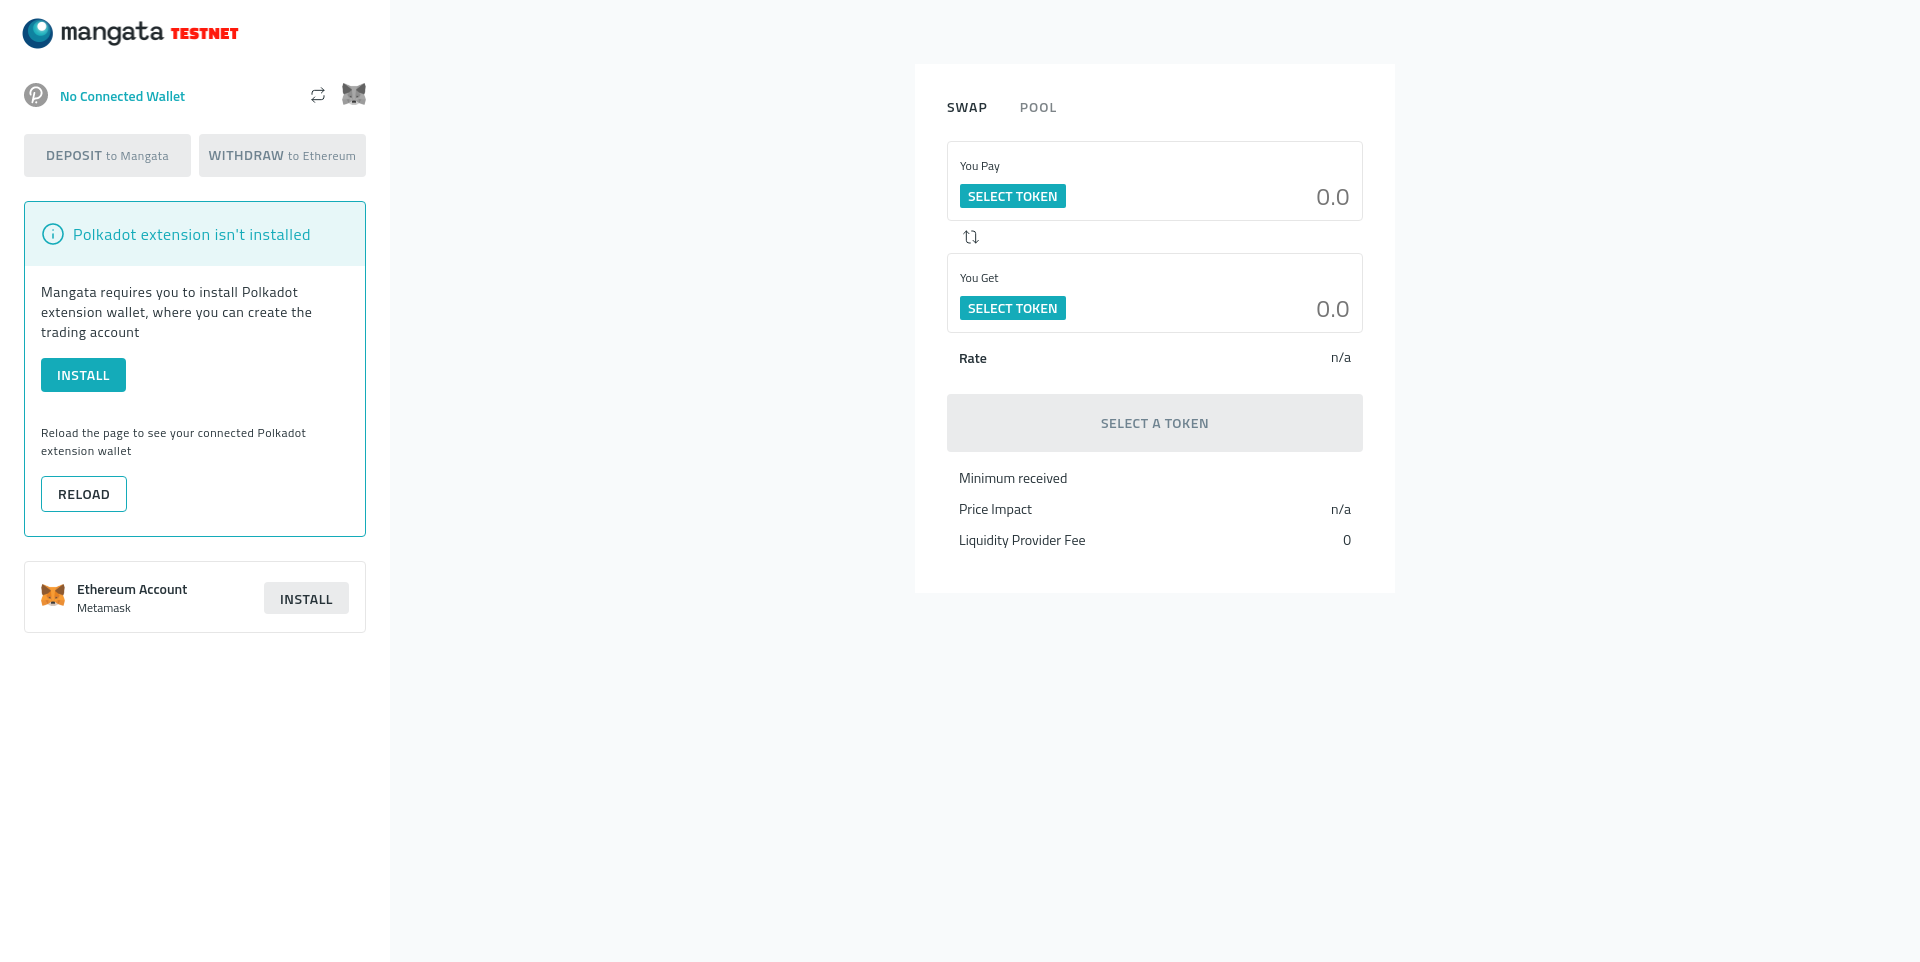 mangata TESTNET
No Connected Wallet
DEPOSIT to Mangata
WITHDRAW to Ethereum
Polkadot extension isn't installed
Mangata requires you to install Polkadot
extension wallet, where you can create the
trading account
INSTALL
Reload the page to see your connected Polkadot
extension wallet
RELOAD
Ethereum Account
Metamask
INSTALL
SWAP POOL
You Pay
SELECT TOKEN 0.0
You Get
SELECT TOKEN 0.0
Rate n/a
SELECT A TOKEN
Minimum received
Price Impact n/a
Liquidity Provider Fee 0